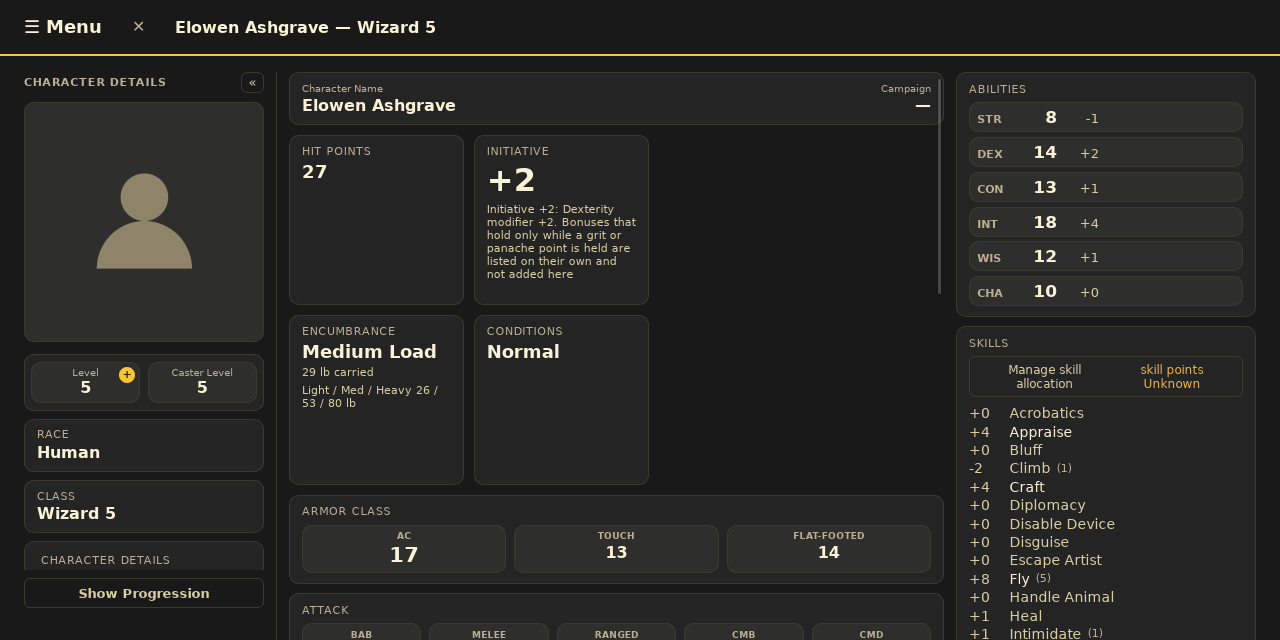 ☰ Menu
✕
Elowen Ashgrave — Wizard 5
CHARACTER DETAILS
«
Level
5
+
Caster Level
5
RACE
Human
CLASS
Wizard 5
CHARACTER DETAILS
Show Progression
Character Name
Elowen Ashgrave
Campaign
—
HIT POINTS
27
INITIATIVE
+2
Initiative +2: Dexterity
modifier +2. Bonuses that
hold only while a grit or
panache point is held are
listed on their own and
not added here
ENCUMBRANCE
Medium Load
29 lb carried
Light / Med / Heavy 26 /
53 / 80 lb
CONDITIONS
Normal
ARMOR CLASS
AC
17
TOUCH
13
FLAT-FOOTED
14
ATTACK
BAB
MELEE
RANGED
CMB
CMD
ABILITIES
STR 8 -1
DEX 14 +2
CON 13 +1
INT 18 +4
WIS 12 +1
CHA 10 +0
SKILLS
Manage skill
allocation
skill points
Unknown
+0 Acrobatics
+4 Appraise
+0 Bluff
-2 Climb (1)
+4 Craft
+0 Diplomacy
+0 Disable Device
+0 Disguise
+0 Escape Artist
+8 Fly (5)
+0 Handle Animal
+1 Heal
+1 Intimidate (1)